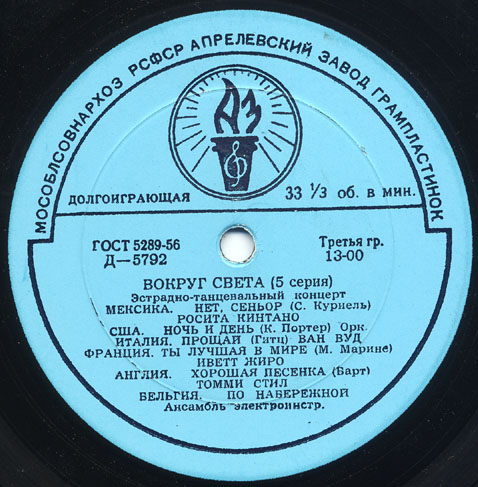 МОСОБЛСОВНАРХОЗ РСФСР АПРЕЛЕВСКИЙ ЗАВОД ГРАМПЛАСТИНОК
АЗ
ДОЛГОИГРАЮЩАЯ 33 ⅓ об. в мин.
ГОСТ 5289-56 Третья гр.
Д—5792 13-00
ВОКРУГ СВЕТА (5 серия)
Эстрадно-танцевальный концерт
МЕКСИКА. НЕТ, СЕНЬОР (С. Куриель)
РОСИТА КИНТАНО
США. НОЧЬ И ДЕНЬ (К. Портер) Орк.
ИТАЛИЯ. ПРОЩАЙ (Гитц) ВАН ВУД
ФРАНЦИЯ. ТЫ ЛУЧШАЯ В МИРЕ (М. Марине)
ИВЕТТ ЖИРО
АНГЛИЯ. ХОРОШАЯ ПЕСЕНКА (Барт)
ТОММИ СТИЛ
БЕЛЬГИЯ. ПО НАБЕРЕЖНОЙ
Ансамбль электроинстр.